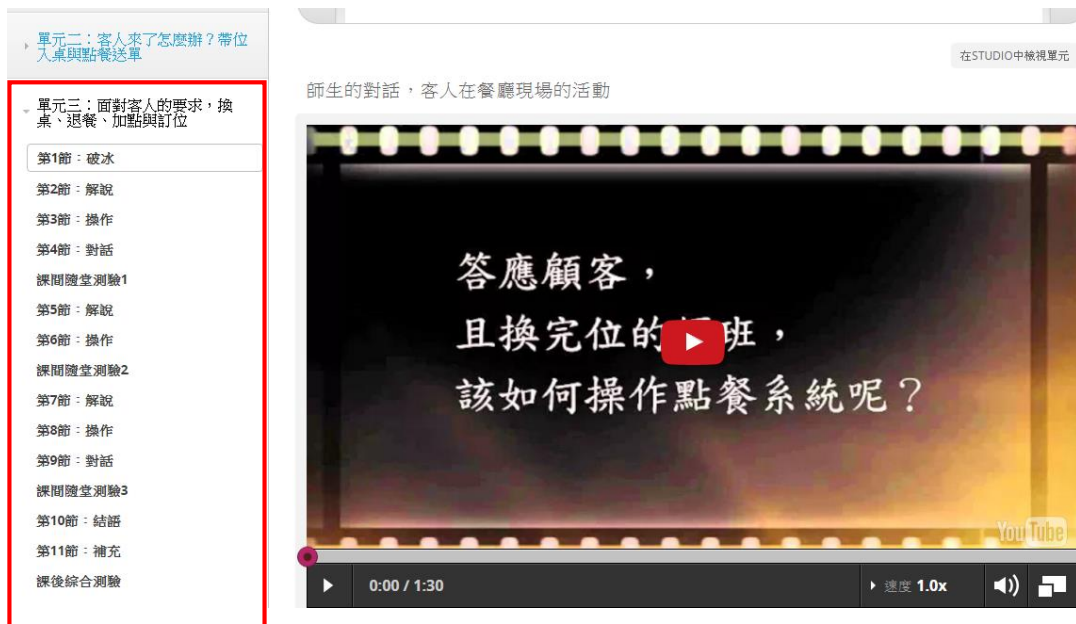 單元二：客人來了怎麼辦？帶位
入桌與點餐送單
單元三：面對客人的要求，換
桌、退餐、加點與訂位
第1節：破冰
第2節：解說
第3節：操作
第4節：對話
課間隨堂測驗1
第5節：解說
第6節：操作
課間隨堂測驗2
第7節：解說
第8節：操作
第9節：對話
課間隨堂測驗3
第10節：結語
第11節：補充
課後綜合測驗
在STUDIO中檢視單元
師生的對話，客人在餐廳現場的活動
答應顧客，
且換完位的 班，
該如何操作點餐系統呢？
YouTube
0:00 / 1:30
速度 1.0x